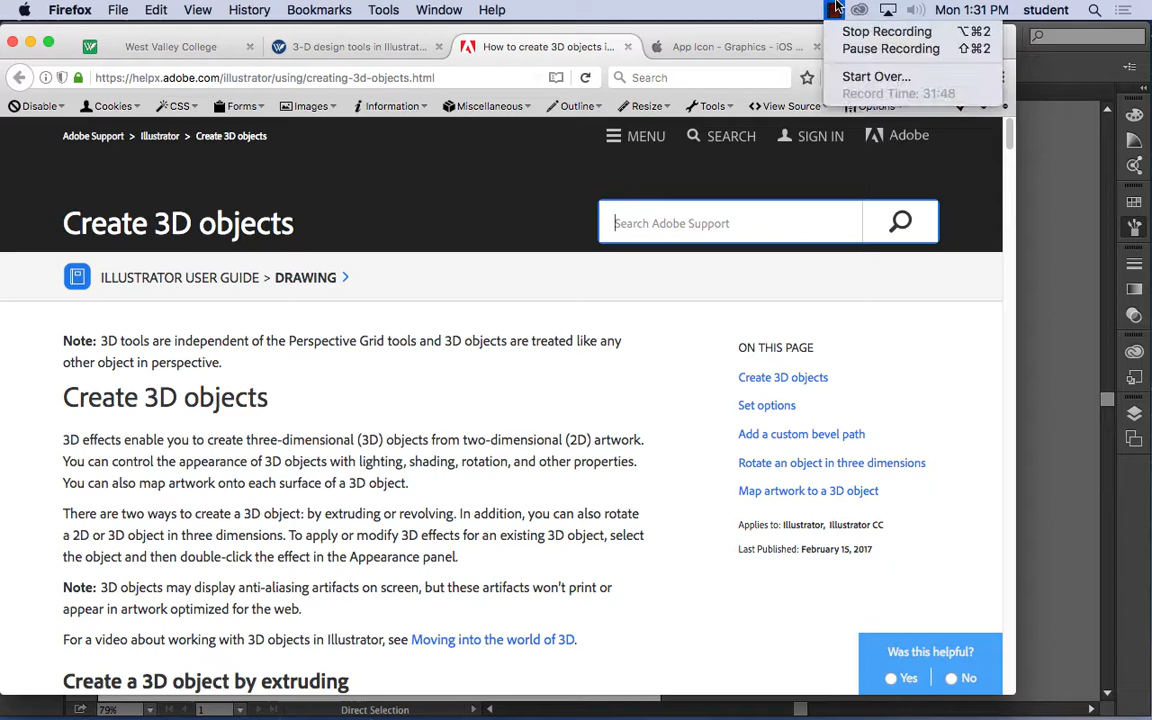 Firefox File Edit View History Bookmarks Tools Window Help Mon 1:31 PM student
Stop Recording ⌥⌘2
Pause Recording ⇧⌘2
Start Over...
Record Time: 31:48
West Valley College × 3-D design tools in Illustrat... × How to create 3D objects i... × App Icon - Graphics - iOS ... ×
https://helpx.adobe.com/illustrator/using/creating-3d-objects.html Search
Disable Cookies CSS Forms Images Information Miscellaneous Outline Resize Tools View Source Options
Adobe Support > Illustrator > Create 3D objects MENU SEARCH SIGN IN Adobe
Create 3D objects Search Adobe Support
ILLUSTRATOR USER GUIDE > DRAWING >
Note: 3D tools are independent of the Perspective Grid tools and 3D objects are treated like any
other object in perspective.
Create 3D objects
3D effects enable you to create three-dimensional (3D) objects from two-dimensional (2D) artwork.
You can control the appearance of 3D objects with lighting, shading, rotation, and other properties.
You can also map artwork onto each surface of a 3D object.
There are two ways to create a 3D object: by extruding or revolving. In addition, you can also rotate
a 2D or 3D object in three dimensions. To apply or modify 3D effects for an existing 3D object, select
the object and then double-click the effect in the Appearance panel.
Note: 3D objects may display anti-aliasing artifacts on screen, but these artifacts won't print or
appear in artwork optimized for the web.
For a video about working with 3D objects in Illustrator, see Moving into the world of 3D.
Create a 3D object by extruding
ON THIS PAGE
Create 3D objects
Set options
Add a custom bevel path
Rotate an object in three dimensions
Map artwork to a 3D object
Applies to: Illustrator, Illustrator CC
Last Published: February 15, 2017
Was this helpful?
Yes No
79% 1 Direct Selection